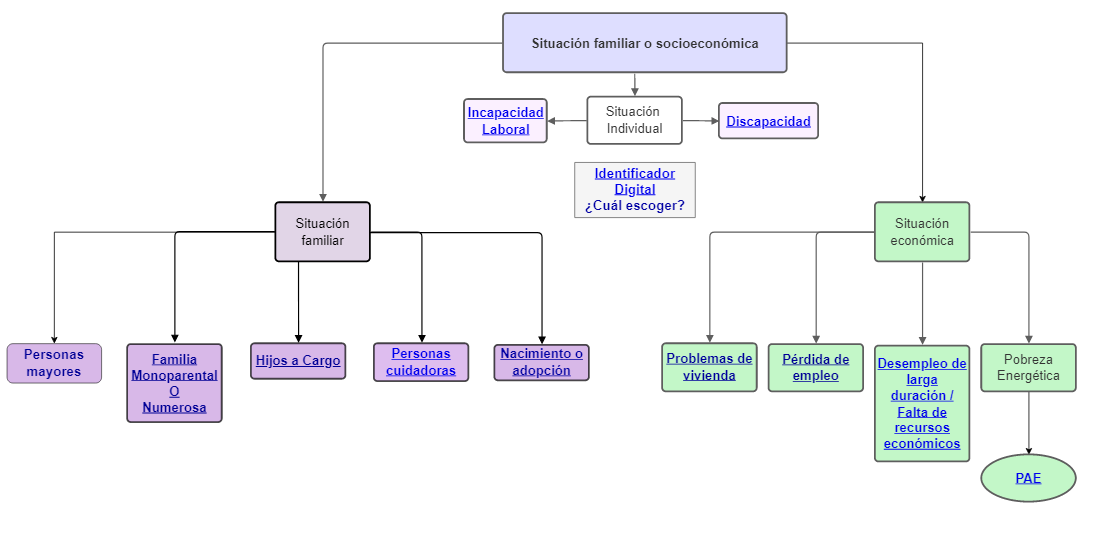 Situación familiar o socioeconómica
Incapacidad
Laboral
Situación
Individual
Discapacidad
Identificador
Digital
¿Cuál escoger?
Situación
familiar
Situación
económica
Personas
mayores
Familia
Monoparental
O
Numerosa
Hijos a Cargo
Personas
cuidadoras
Nacimiento o
adopción
Problemas de
vivienda
Pérdida de
empleo
Desempleo de
larga
duración /
Falta de
recursos
económicos
Pobreza
Energética
PAE